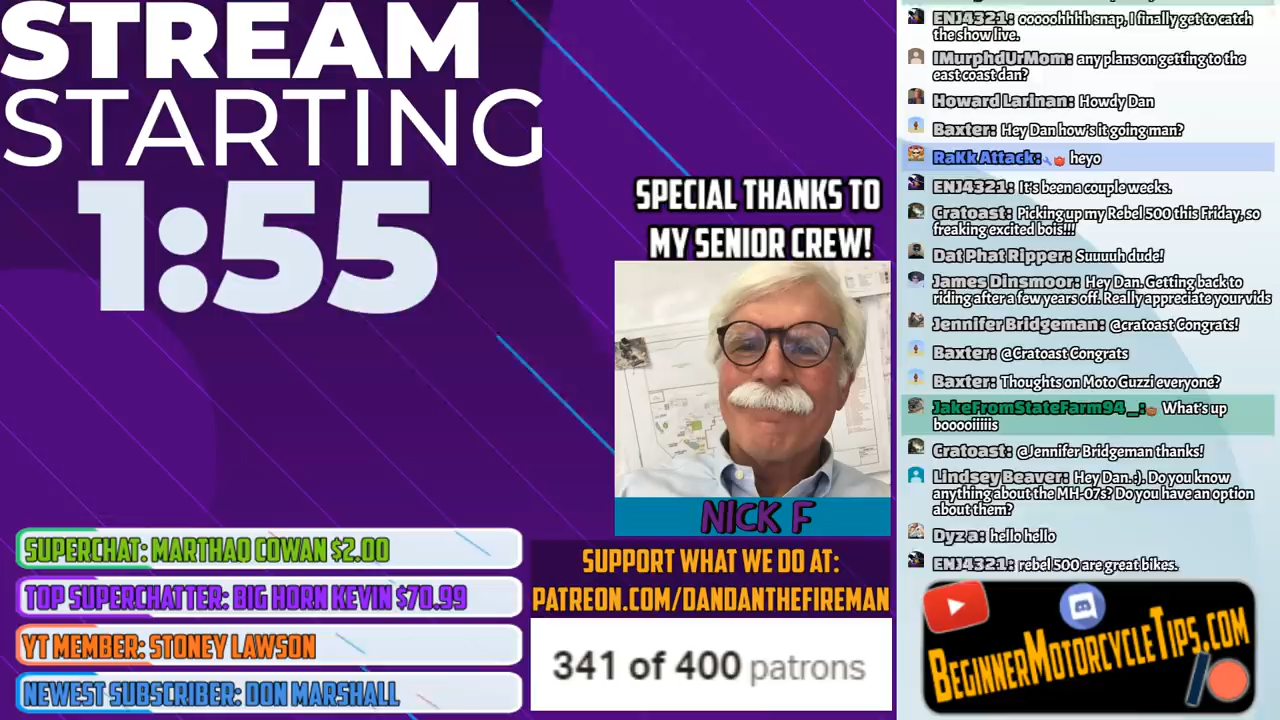 STREAM
STARTING
1:55
SPECIAL THANKS TO
MY SENIOR CREW!
NICK F
SUPERCHAT: MARTHAQ COWAN $2.00
TOP SUPERCHATTER: BIG HORN KEVIN $70.99
YT MEMBER: STONEY LAWSON
NEWEST SUBSCRIBER: DON MARSHALL
SUPPORT WHAT WE DO AT:
PATREON.COM/DANDANTHEFIREMAN
341 of 400 patrons
ENJ4321: ooooohhhh snap, I finally get to catch
the show live.
IMurphdUrMom: any plans on getting to the
east coast dan?
Howard Larinan: Howdy Dan
Baxter: Hey Dan how's it going man?
RaKk Attack: heyo
ENJ4321: It's been a couple weeks.
Cratoast: Picking up my Rebel 500 this Friday, so
freaking excited bois!!!
Dat Phat Ripper: Suuuuh dude!
James Dinsmoor: Hey Dan. Getting back to
riding after a few years off. Really appreciate your vids
Jennifer Bridgeman: @cratoast Congrats!
Baxter: @Cratoast Congrats
Baxter: Thoughts on Moto Guzzi everyone?
JakeFromStateFarm94_: What's up
booooiiiiis
Cratoast: @Jennifer Bridgeman thanks!
Lindsey Beaver: Hey Dan. :). Do you know
anything about the MH-07s? Do you have an option
about them?
Dyza: hello hello
ENJ4321: rebel 500 are great bikes.
BEGINNERMOTORCYCLETIPS.COM